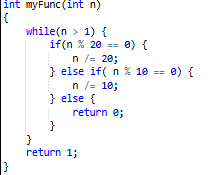 int myFunc(int n)
{
    while(n > 1) {
        if(n % 20 == 0) {
            n /= 20;
        } else if( n % 10 == 0) {
            n /= 10;
        } else {
            return 0;
        }
    }
    return 1;
}